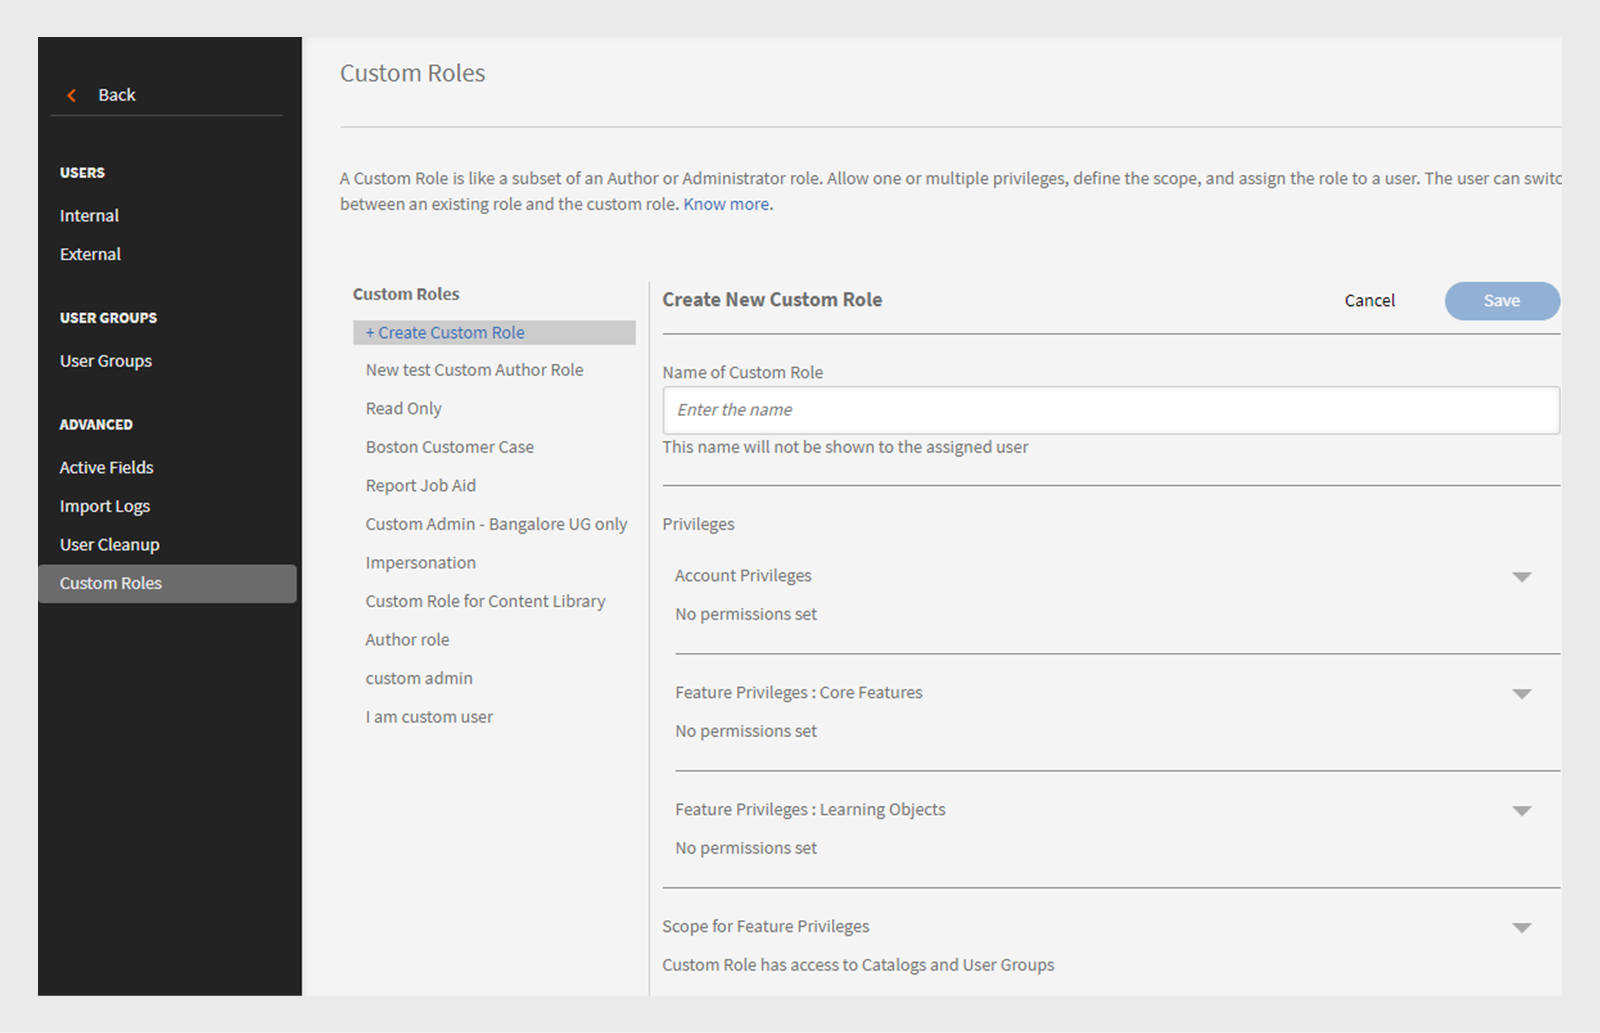 Back
USERS
Internal
External
USER GROUPS
User Groups
ADVANCED
Active Fields
Import Logs
User Cleanup
Custom Roles
Custom Roles
A Custom Role is like a subset of an Author or Administrator role. Allow one or multiple privileges, define the scope, and assign the role to a user. The user can switc
between an existing role and the custom role. Know more.
Custom Roles
+ Create Custom Role
New test Custom Author Role
Read Only
Boston Customer Case
Report Job Aid
Custom Admin - Bangalore UG only
Impersonation
Custom Role for Content Library
Author role
custom admin
I am custom user
Create New Custom Role
Cancel
Save
Name of Custom Role
Enter the name
This name will not be shown to the assigned user
Privileges
Account Privileges
No permissions set
Feature Privileges : Core Features
No permissions set
Feature Privileges : Learning Objects
No permissions set
Scope for Feature Privileges
Custom Role has access to Catalogs and User Groups